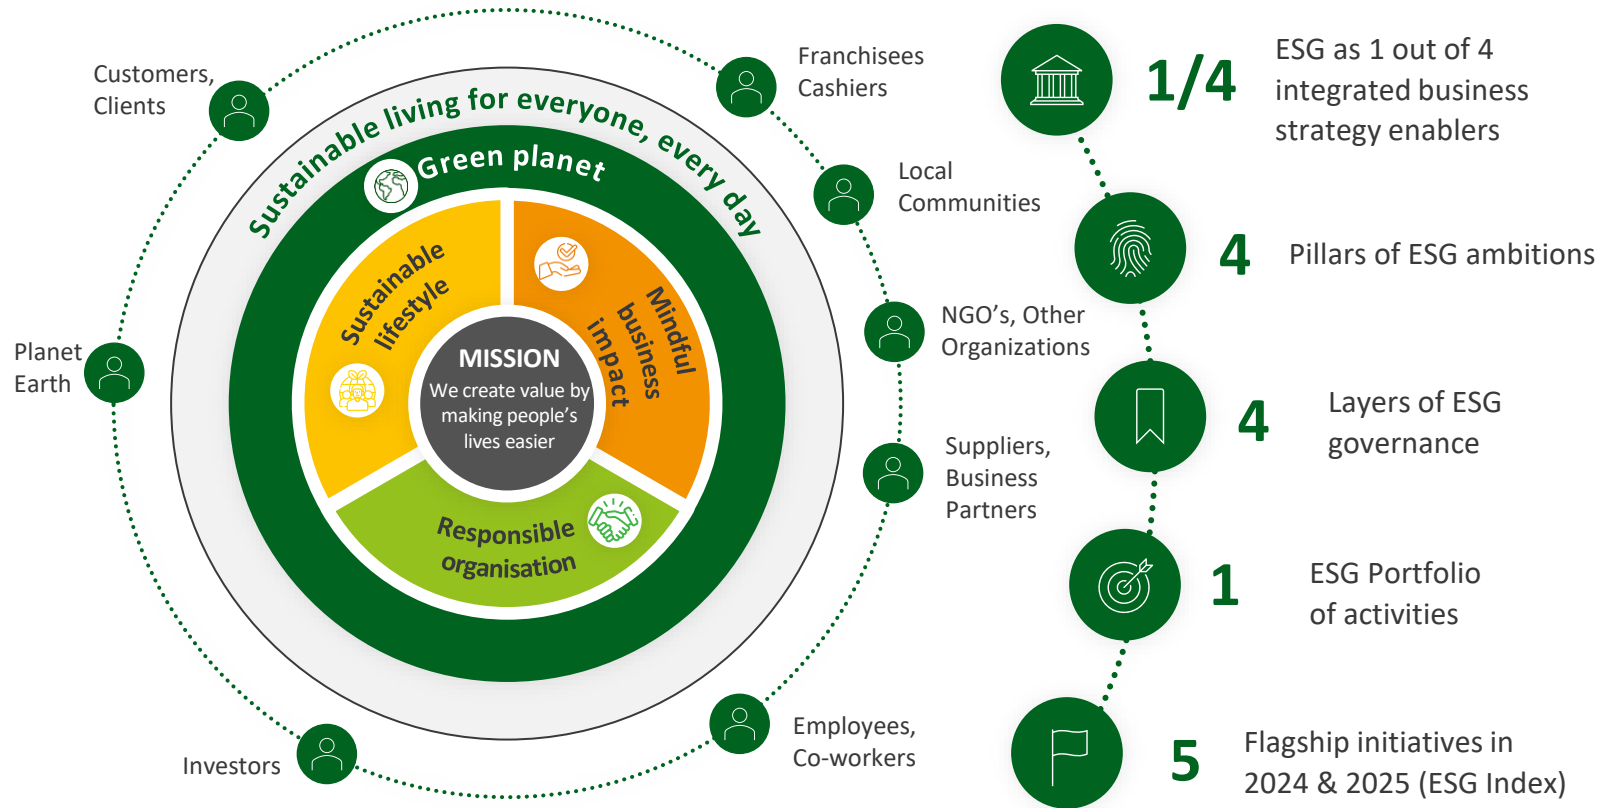 Customers,
Clients
Franchisees
Cashiers
Local
Communities
NGO’s, Other
Organizations
Suppliers,
Business
Partners
Employees,
Co-workers
Investors
Planet
Earth
Sustainable living for everyone, every day
Green planet
Sustainable
lifestyle
Mindful
business
impact
Responsible
organisation
MISSION
We create value by
making people’s
lives easier
1/4
ESG as 1 out of 4
integrated business
strategy enablers
4
Pillars of ESG ambitions
4
Layers of ESG
governance
1
ESG Portfolio
of activities
5
Flagship initiatives in
2024 & 2025 (ESG Index)